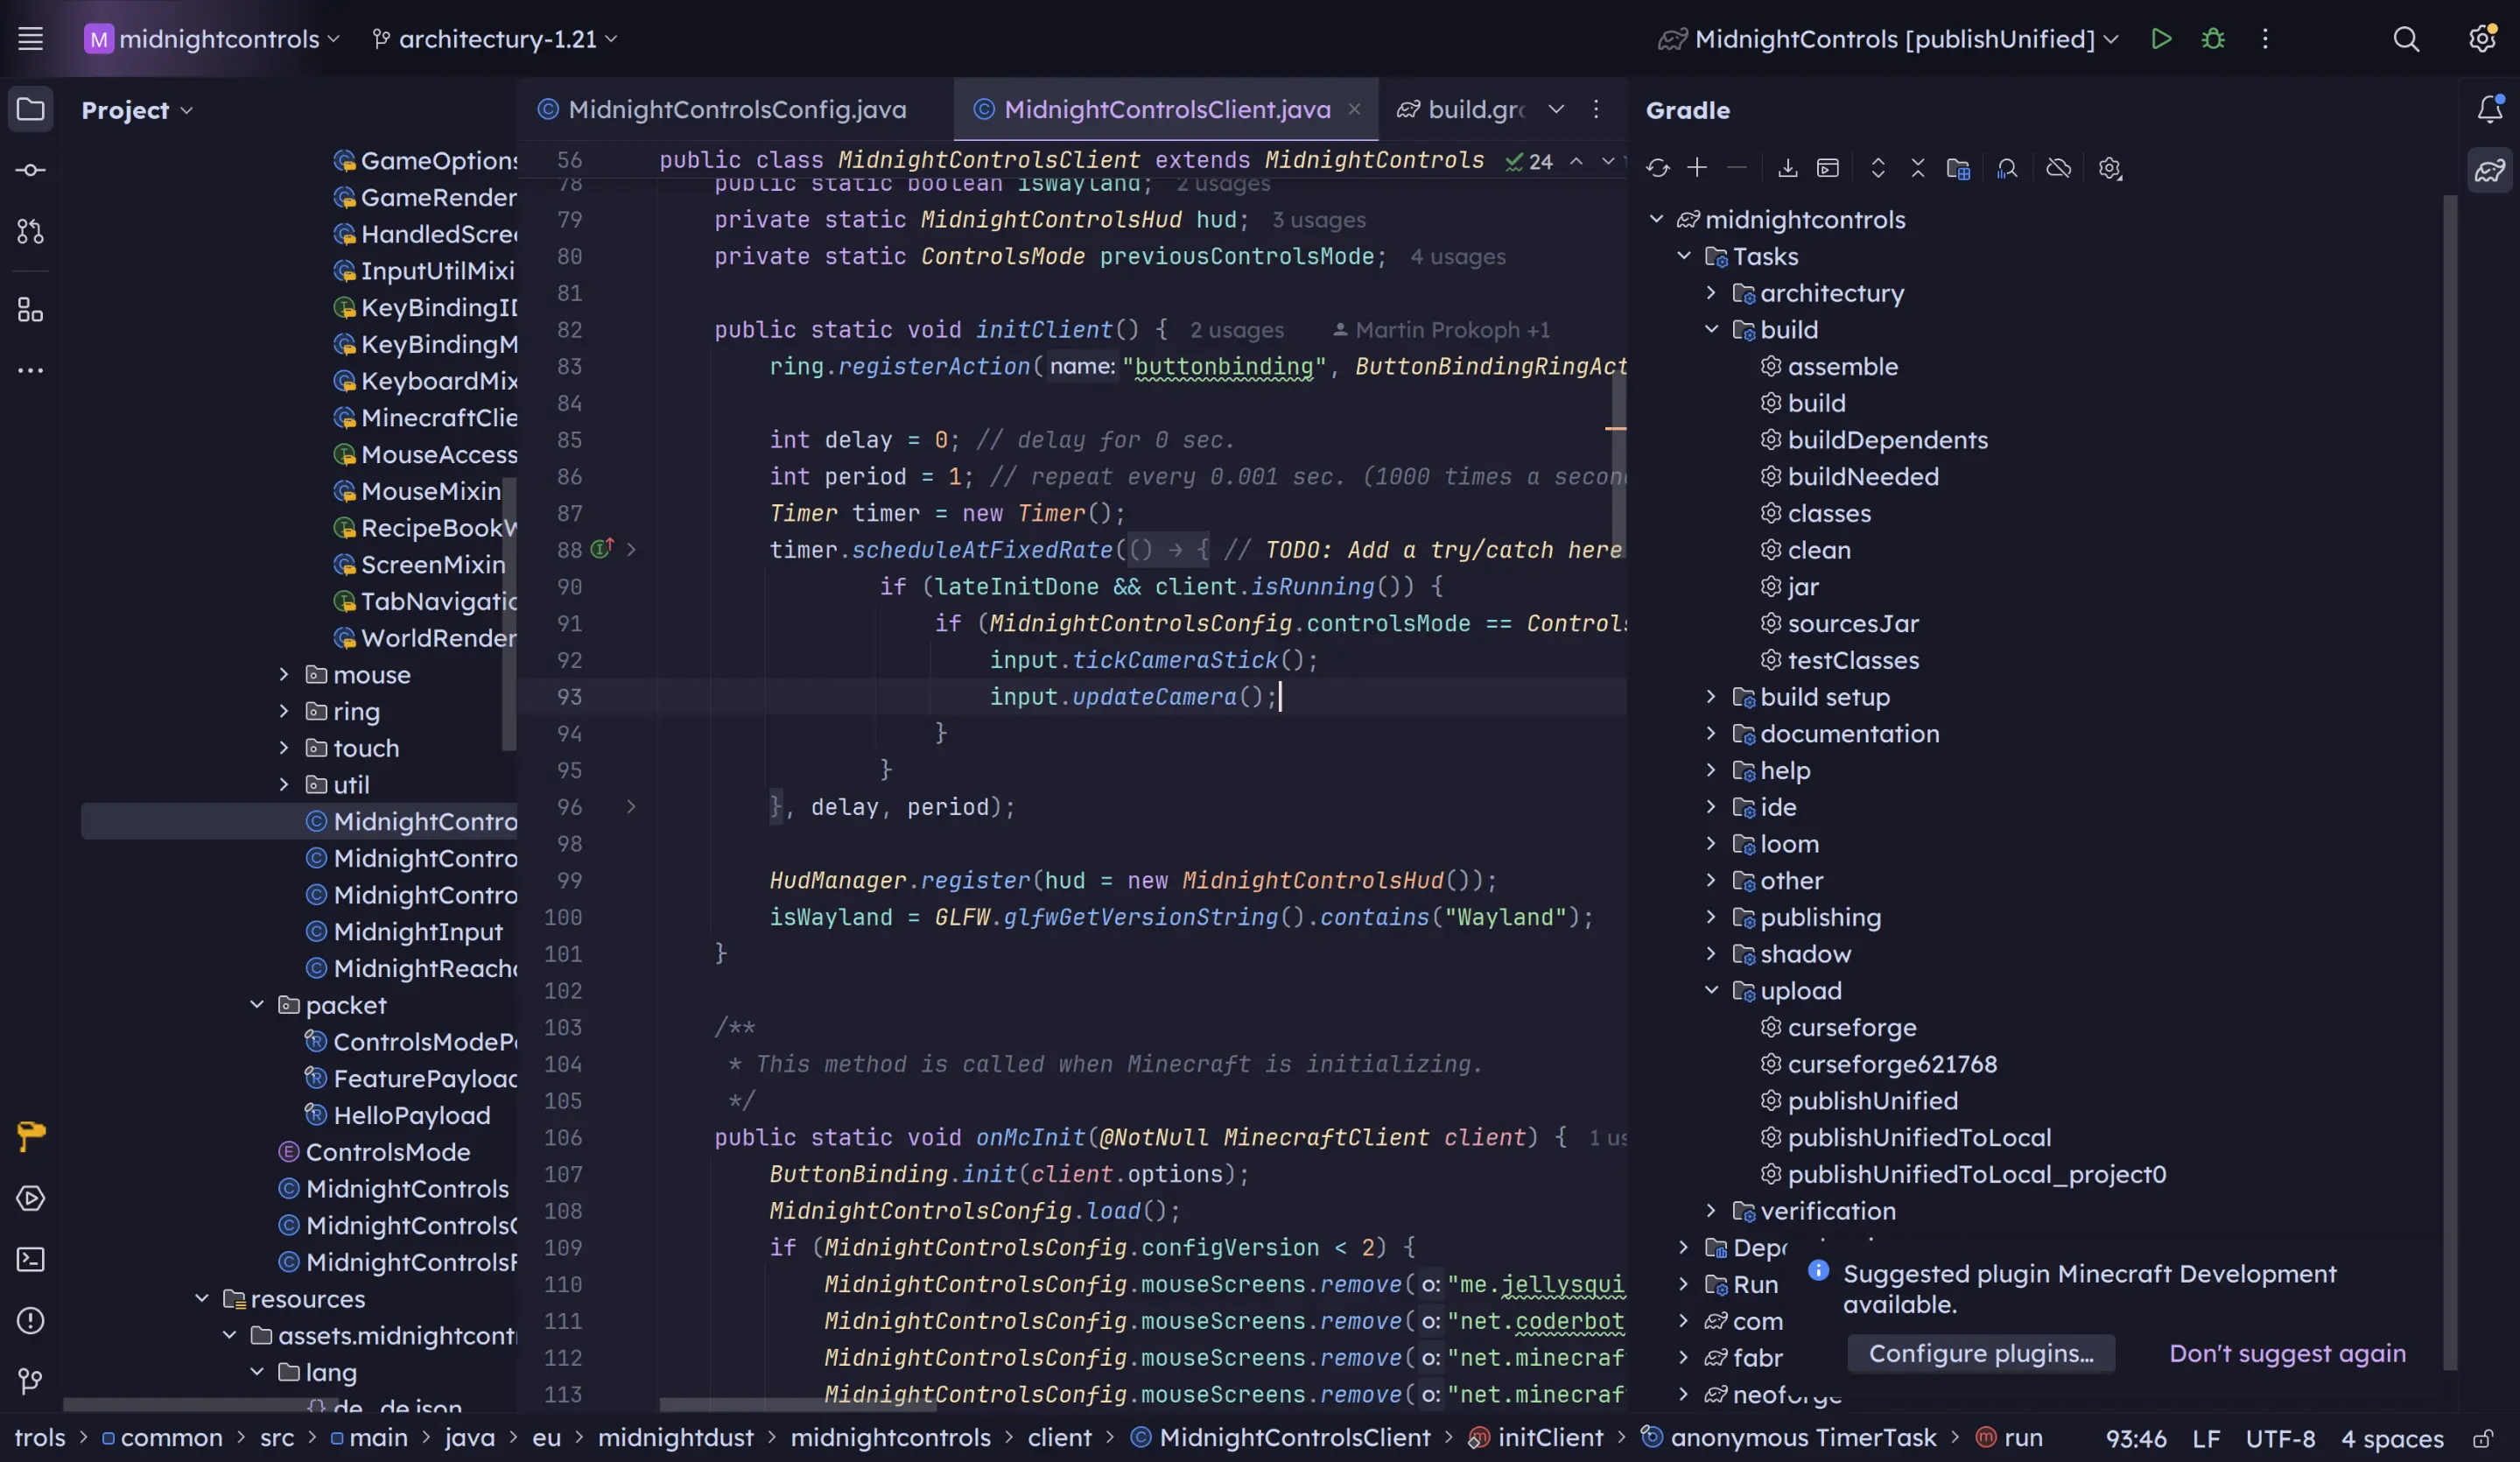 M midnightcontrols
architectury-1.21
MidnightControls [publishUnified]
Project
GameOptions
GameRender
HandledScre
InputUtilMixi
KeyBindingID
KeyBindingM
KeyboardMix
MinecraftClie
MouseAccess
MouseMixin
RecipeBookW
ScreenMixin
TabNavigatic
WorldRender
mouse
ring
touch
util
MidnightContro
MidnightContro
MidnightContro
MidnightInput
MidnightReach
packet
ControlsModeP
FeaturePayload
HelloPayload
ControlsMode
MidnightControls
MidnightControlsC
MidnightControlsF
resources
assets.midnightcont
lang
de_de.json
MidnightControlsConfig.java
MidnightControlsClient.java
build.gr
56 public class MidnightControlsClient extends MidnightControls 24
78 public static boolean isWayland; 2 usages
79 private static MidnightControlsHud hud; 3 usages
80 private static ControlsMode previousControlsMode; 4 usages
81
82 public static void initClient() { 2 usages Martin Prokoph +1
83 ring.registerAction( name: "buttonbinding", ButtonBindingRingAct
84
85 int delay = 0; // delay for 0 sec.
86 int period = 1; // repeat every 0.001 sec. (1000 times a secon
87 Timer timer = new Timer();
88 timer.scheduleAtFixedRate(() → { // TODO: Add a try/catch here
90 if (lateInitDone && client.isRunning()) {
91 if (MidnightControlsConfig.controlsMode == Controls
92 input.tickCameraStick();
93 input.updateCamera();
94 }
95 }
96 }, delay, period);
98
99 HudManager.register(hud = new MidnightControlsHud());
100 isWayland = GLFW.glfwGetVersionString().contains("Wayland");
101 }
102
103 /**
104 * This method is called when Minecraft is initializing.
105 */
106 public static void onMcInit(@NotNull MinecraftClient client) { 1 us
107 ButtonBinding.init(client.options);
108 MidnightControlsConfig.load();
109 if (MidnightControlsConfig.configVersion < 2) {
110 MidnightControlsConfig.mouseScreens.remove( o: "me.jellysqui
111 MidnightControlsConfig.mouseScreens.remove( o: "net.coderbot
112 MidnightControlsConfig.mouseScreens.remove( o: "net.minecraf
113 MidnightControlsConfig.mouseScreens.remove( o: "net.minecraf
Gradle
midnightcontrols
Tasks
architectury
build
assemble
build
buildDependents
buildNeeded
classes
clean
jar
sourcesJar
testClasses
build setup
documentation
help
ide
loom
other
publishing
shadow
upload
curseforge
curseforge621768
publishUnified
publishUnifiedToLocal
publishUnifiedToLocal_project0
verification
Depe
Run
com
fabr
neoforge
Suggested plugin Minecraft Development
available.
Configure plugins...
Don't suggest again
trols > common > src > main > java > eu > midnightdust > midnightcontrols > client > MidnightControlsClient > initClient > anonymous TimerTask > run
93:46 LF UTF-8 4 spaces